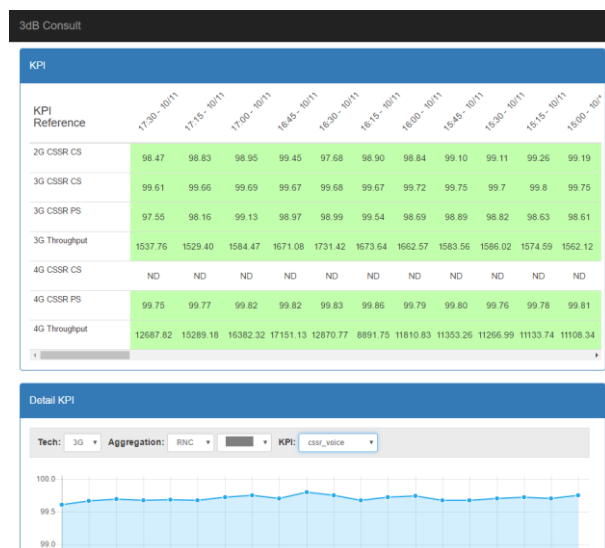 3dB Consult
KPI
KPI Reference 17:30 - 10/11 17:15 - 10/11 17:00 - 10/11 16:45 - 10/11 16:30 - 10/11 16:15 - 10/11 16:00 - 10/11 15:45 - 10/11 15:30 - 10/11 15:15 - 10/11 15:00 - 10/
2G CSSR CS 98.47 98.83 98.95 99.45 97.68 98.90 98.84 99.10 99.11 99.26 99.19
3G CSSR CS 99.61 99.66 99.69 99.67 99.68 99.67 99.72 99.75 99.7 99.8 99.75
3G CSSR PS 97.55 98.16 99.13 98.97 98.99 99.54 98.69 98.89 98.82 98.63 98.61
3G Throughput 1537.76 1529.40 1584.47 1671.08 1731.42 1673.64 1662.57 1583.56 1586.02 1574.59 1562.12
4G CSSR CS ND ND ND ND ND ND ND ND ND ND ND
4G CSSR PS 99.75 99.77 99.82 99.82 99.83 99.86 99.79 99.80 99.76 99.78 99.81
4G Throughput 12687.82 15289.18 16382.32 17151.13 12870.77 8891.75 11810.83 11353.26 11266.99 11133.74 11108.34
Detail KPI
Tech: 3G Aggregation: RNC KPI: cssr_voice
100.0
99.5
99.0